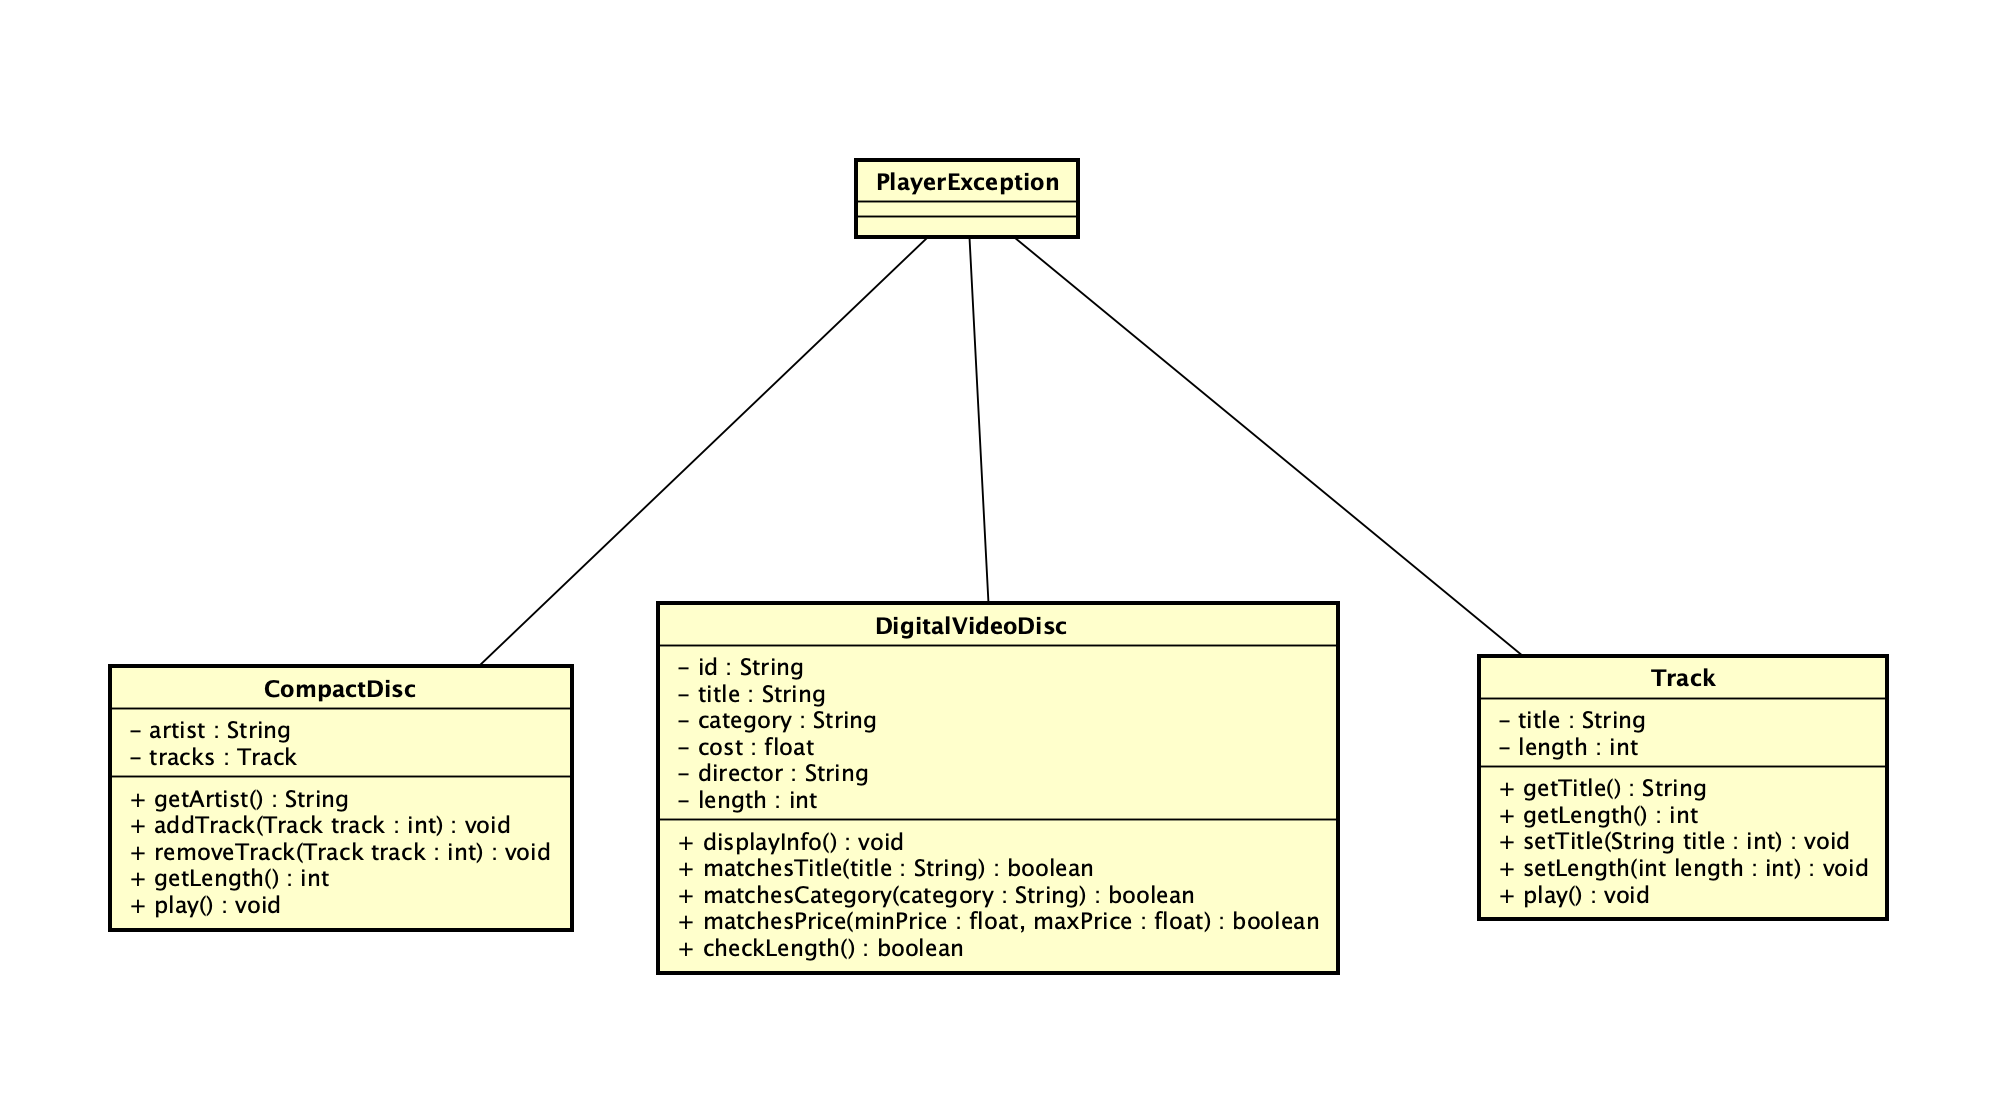 PlayerException
CompactDisc
– artist : String
– tracks : Track
+ getArtist() : String
+ addTrack(Track track : int) : void
+ removeTrack(Track track : int) : void
+ getLength() : int
+ play() : void
DigitalVideoDisc
– id : String
– title : String
– category : String
– cost : float
– director : String
– length : int
+ displayInfo() : void
+ matchesTitle(title : String) : boolean
+ matchesCategory(category : String) : boolean
+ matchesPrice(minPrice : float, maxPrice : float) : boolean
+ checkLength() : boolean
Track
– title : String
– length : int
+ getTitle() : String
+ getLength() : int
+ setTitle(String title : int) : void
+ setLength(int length : int) : void
+ play() : void